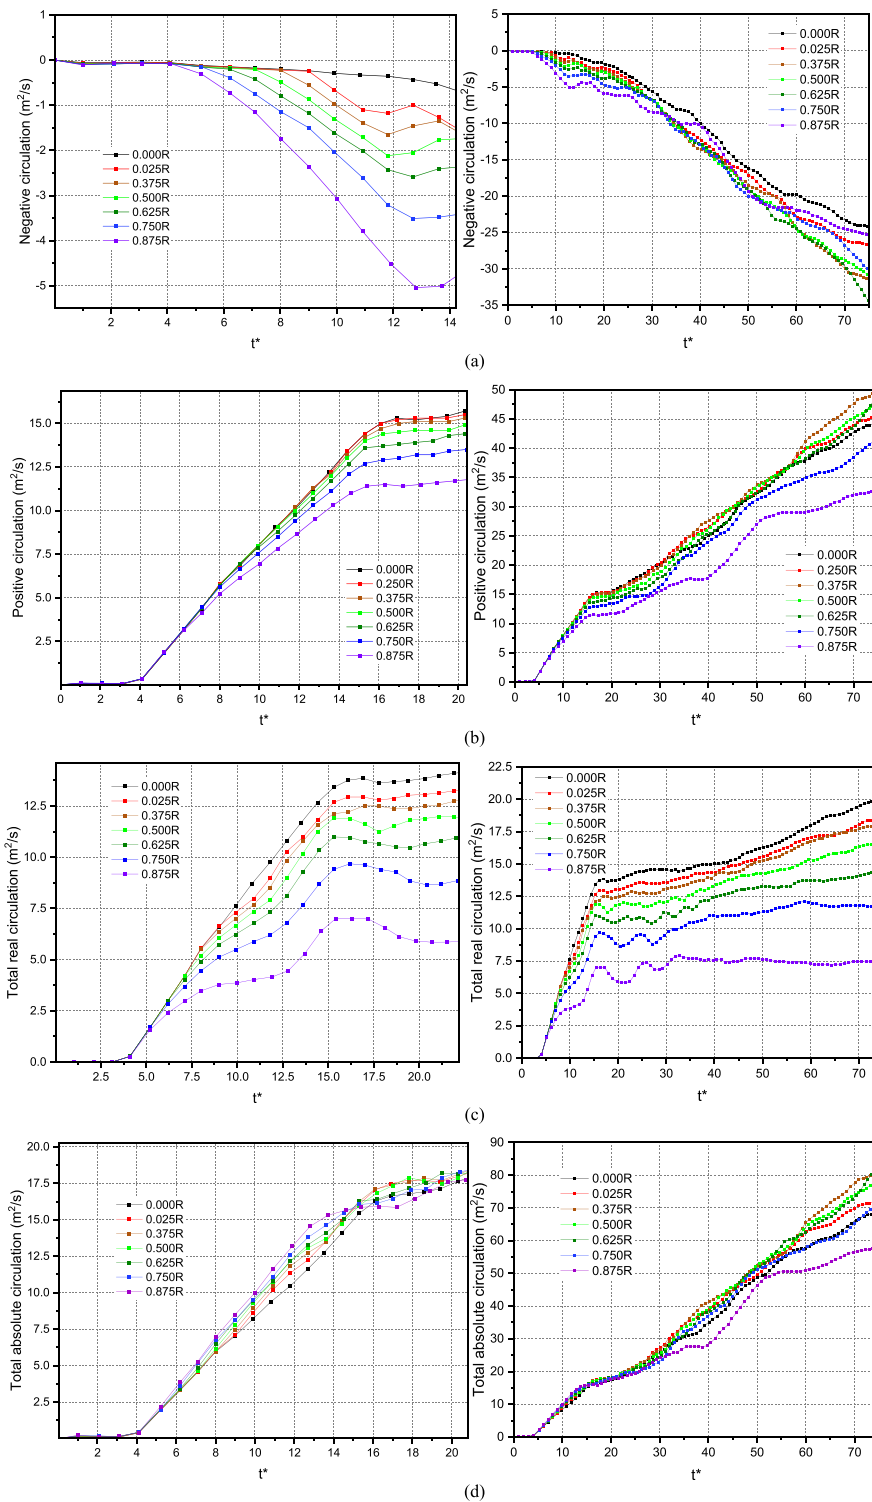 1
0
-1
-2
-3
-4
-5
Negative circulation (m²/s)
0.000R
0.025R
0.375R
0.500R
0.625R
0.750R
0.875R
2 4 6 8 10 12 14
t*
5
0
-5
-10
-15
-20
-25
-30
-35
Negative circulation (m²/s)
0.000R
0.025R
0.375R
0.500R
0.625R
0.750R
0.875R
0 10 20 30 40 50 60 70
t*
(a)
15.0
12.5
10.0
7.5
5.0
2.5
Positive circulation (m²/s)
0.000R
0.250R
0.375R
0.500R
0.625R
0.750R
0.875R
0 2 4 6 8 10 12 14 16 18 20
t*
50
45
40
35
30
25
20
15
10
5
0
Positive circulation (m²/s)
0.000R
0.250R
0.375R
0.500R
0.625R
0.750R
0.875R
0 10 20 30 40 50 60 70
t*
(b)
12.5
10.0
7.5
5.0
2.5
0.0
Total real circulation (m²/s)
0.000R
0.025R
0.375R
0.500R
0.625R
0.750R
0.875R
2.5 5.0 7.5 10.0 12.5 15.0 17.5 20.0
t*
22.5
20.0
17.5
15.0
12.5
10.0
7.5
5.0
2.5
0.0
Total real circulation (m²/s)
0.000R
0.025R
0.375R
0.500R
0.625R
0.750R
0.875R
0 10 20 30 40 50 60 70
t*
(c)
20.0
17.5
15.0
12.5
10.0
7.5
5.0
2.5
Total absolute circulation (m²/s)
0.000R
0.025R
0.375R
0.500R
0.625R
0.750R
0.875R
2 4 6 8 10 12 14 16 18 20
t*
90
80
70
60
50
40
30
20
10
0
Total absolute circulation (m²/s)
0.000R
0.025R
0.375R
0.500R
0.625R
0.750R
0.875R
0 10 20 30 40 50 60 70
t*
(d)